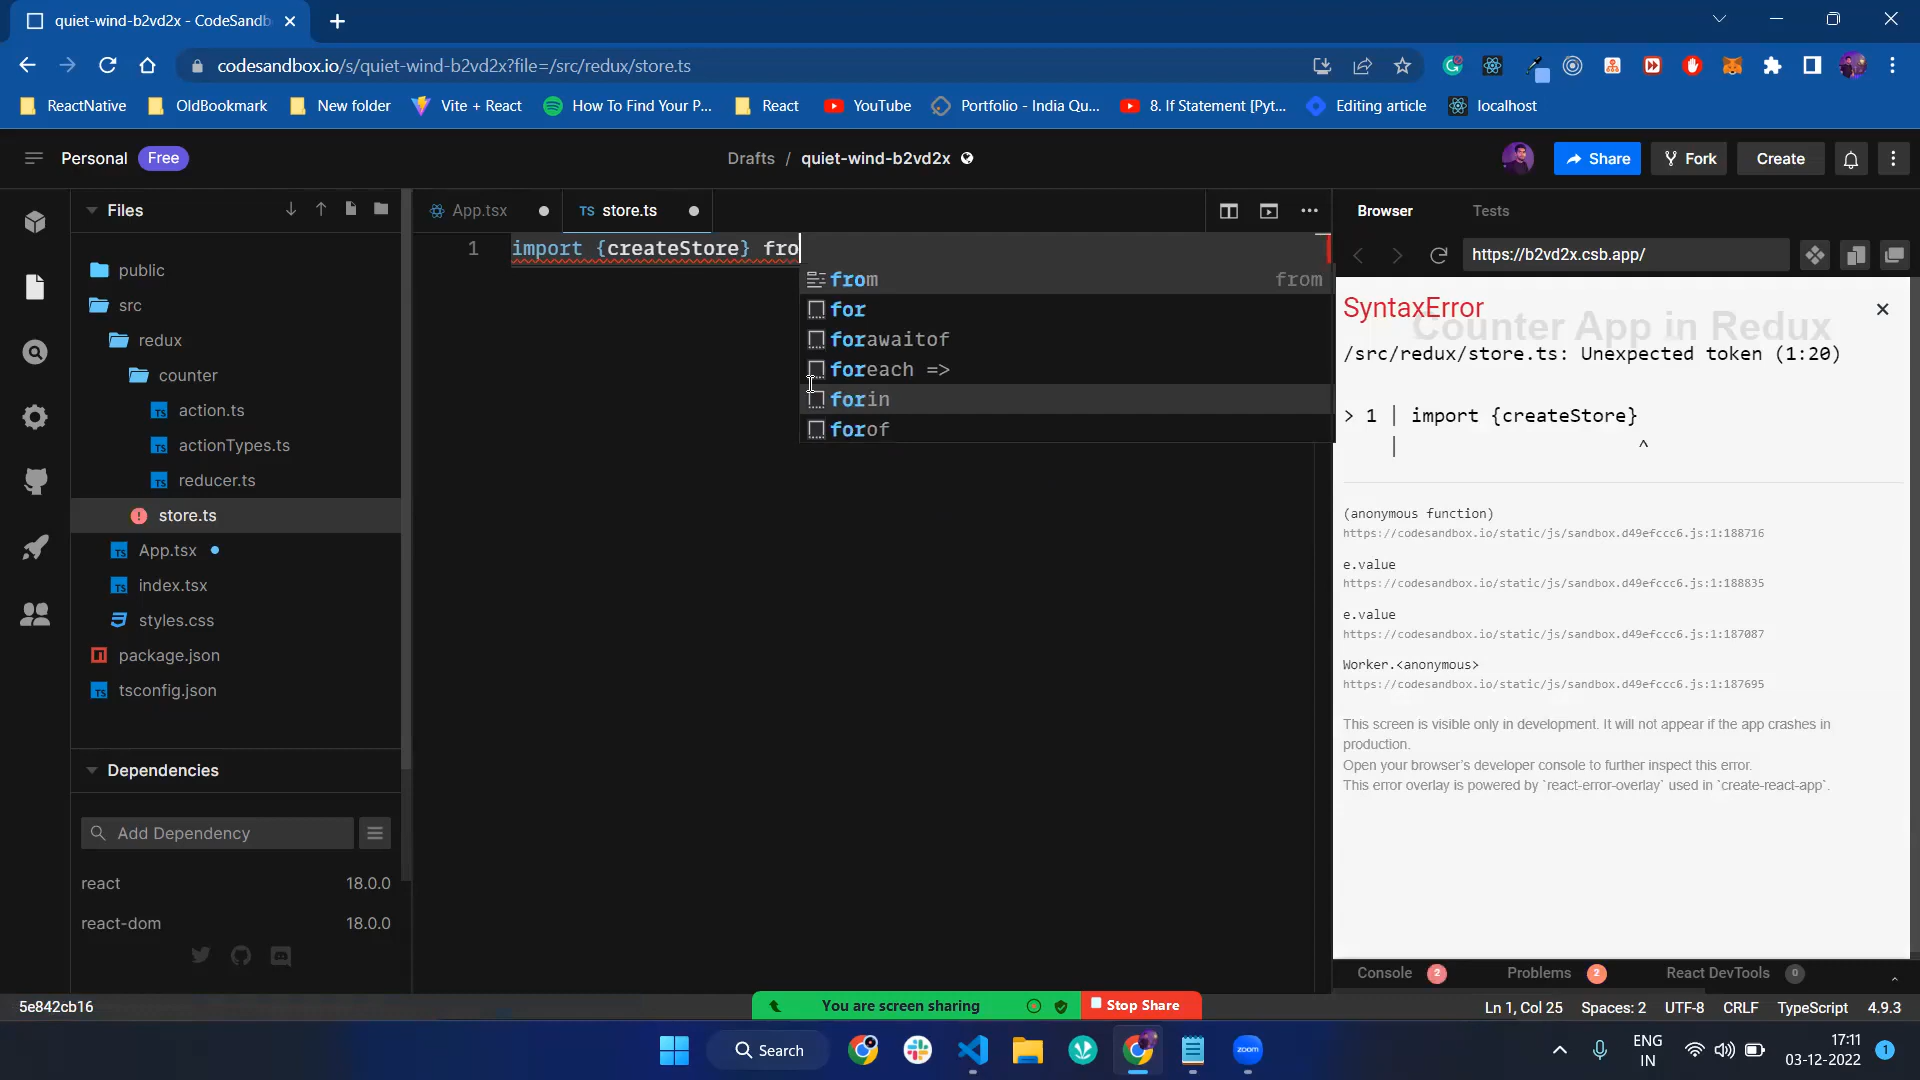 quiet-wind-b2vd2x - CodeSandb
codesandbox.io/s/quiet-wind-b2vd2x?file=/src/redux/store.ts
ReactNative OldBookmark New folder Vite + React How To Find Your P... React YouTube Portfolio - India Qu... 8. If Statement [Pyt... Editing article localhost
Personal Free Drafts / quiet-wind-b2vd2x Share Fork Create
Files App.tsx TS store.ts Browser Tests
1 import {createStore} fro
https://b2vd2x.csb.app/
public
src
redux
counter
TS action.ts
TS actionTypes.ts
TS reducer.ts
store.ts
TS App.tsx
TS index.tsx
styles.css
package.json
TS tsconfig.json
from from
for
forawaitof
foreach =>
forin
forof
SyntaxError
Counter App in Redux
/src/redux/store.ts: Unexpected token (1:20)
> 1 | import {createStore}
| ^
(anonymous function)
https://codesandbox.io/static/js/sandbox.d49efccc6.js:1:188716
e.value
https://codesandbox.io/static/js/sandbox.d49efccc6.js:1:188835
e.value
https://codesandbox.io/static/js/sandbox.d49efccc6.js:1:187087
Worker.<anonymous>
https://codesandbox.io/static/js/sandbox.d49efccc6.js:1:187695
This screen is visible only in development. It will not appear if the app crashes in
production.
Open your browser's developer console to further inspect this error.
This error overlay is powered by `react-error-overlay` used in `create-react-app`.
Dependencies
Add Dependency
react 18.0.0
react-dom 18.0.0
Console 2 Problems 2 React DevTools 0
5e842cb16 You are screen sharing Stop Share Ln 1, Col 25 Spaces: 2 UTF-8 CRLF TypeScript 4.9.3
Search zoom
ENG
IN
17:11
03-12-2022
1